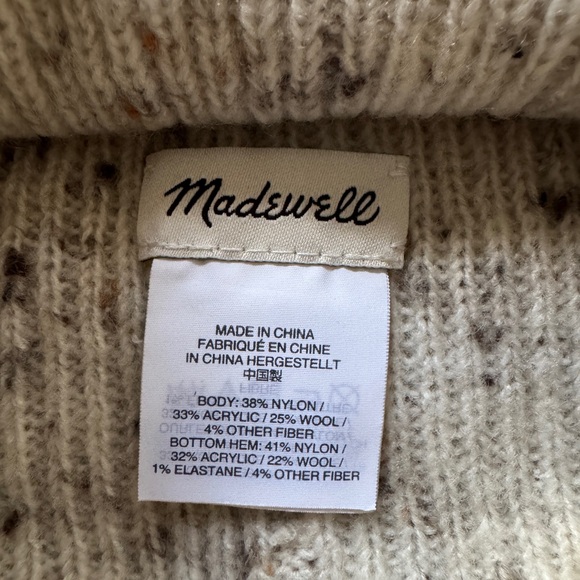 Madewell
MADE IN CHINA
FABRIQUÉ EN CHINE
IN CHINA HERGESTELLT
中国製
BODY: 38% NYLON /
33% ACRYLIC / 25% WOOL /
4% OTHER FIBER
BOTTOM HEM: 41% NYLON /
32% ACRYLIC / 22% WOOL /
1% ELASTANE / 4% OTHER FIBER